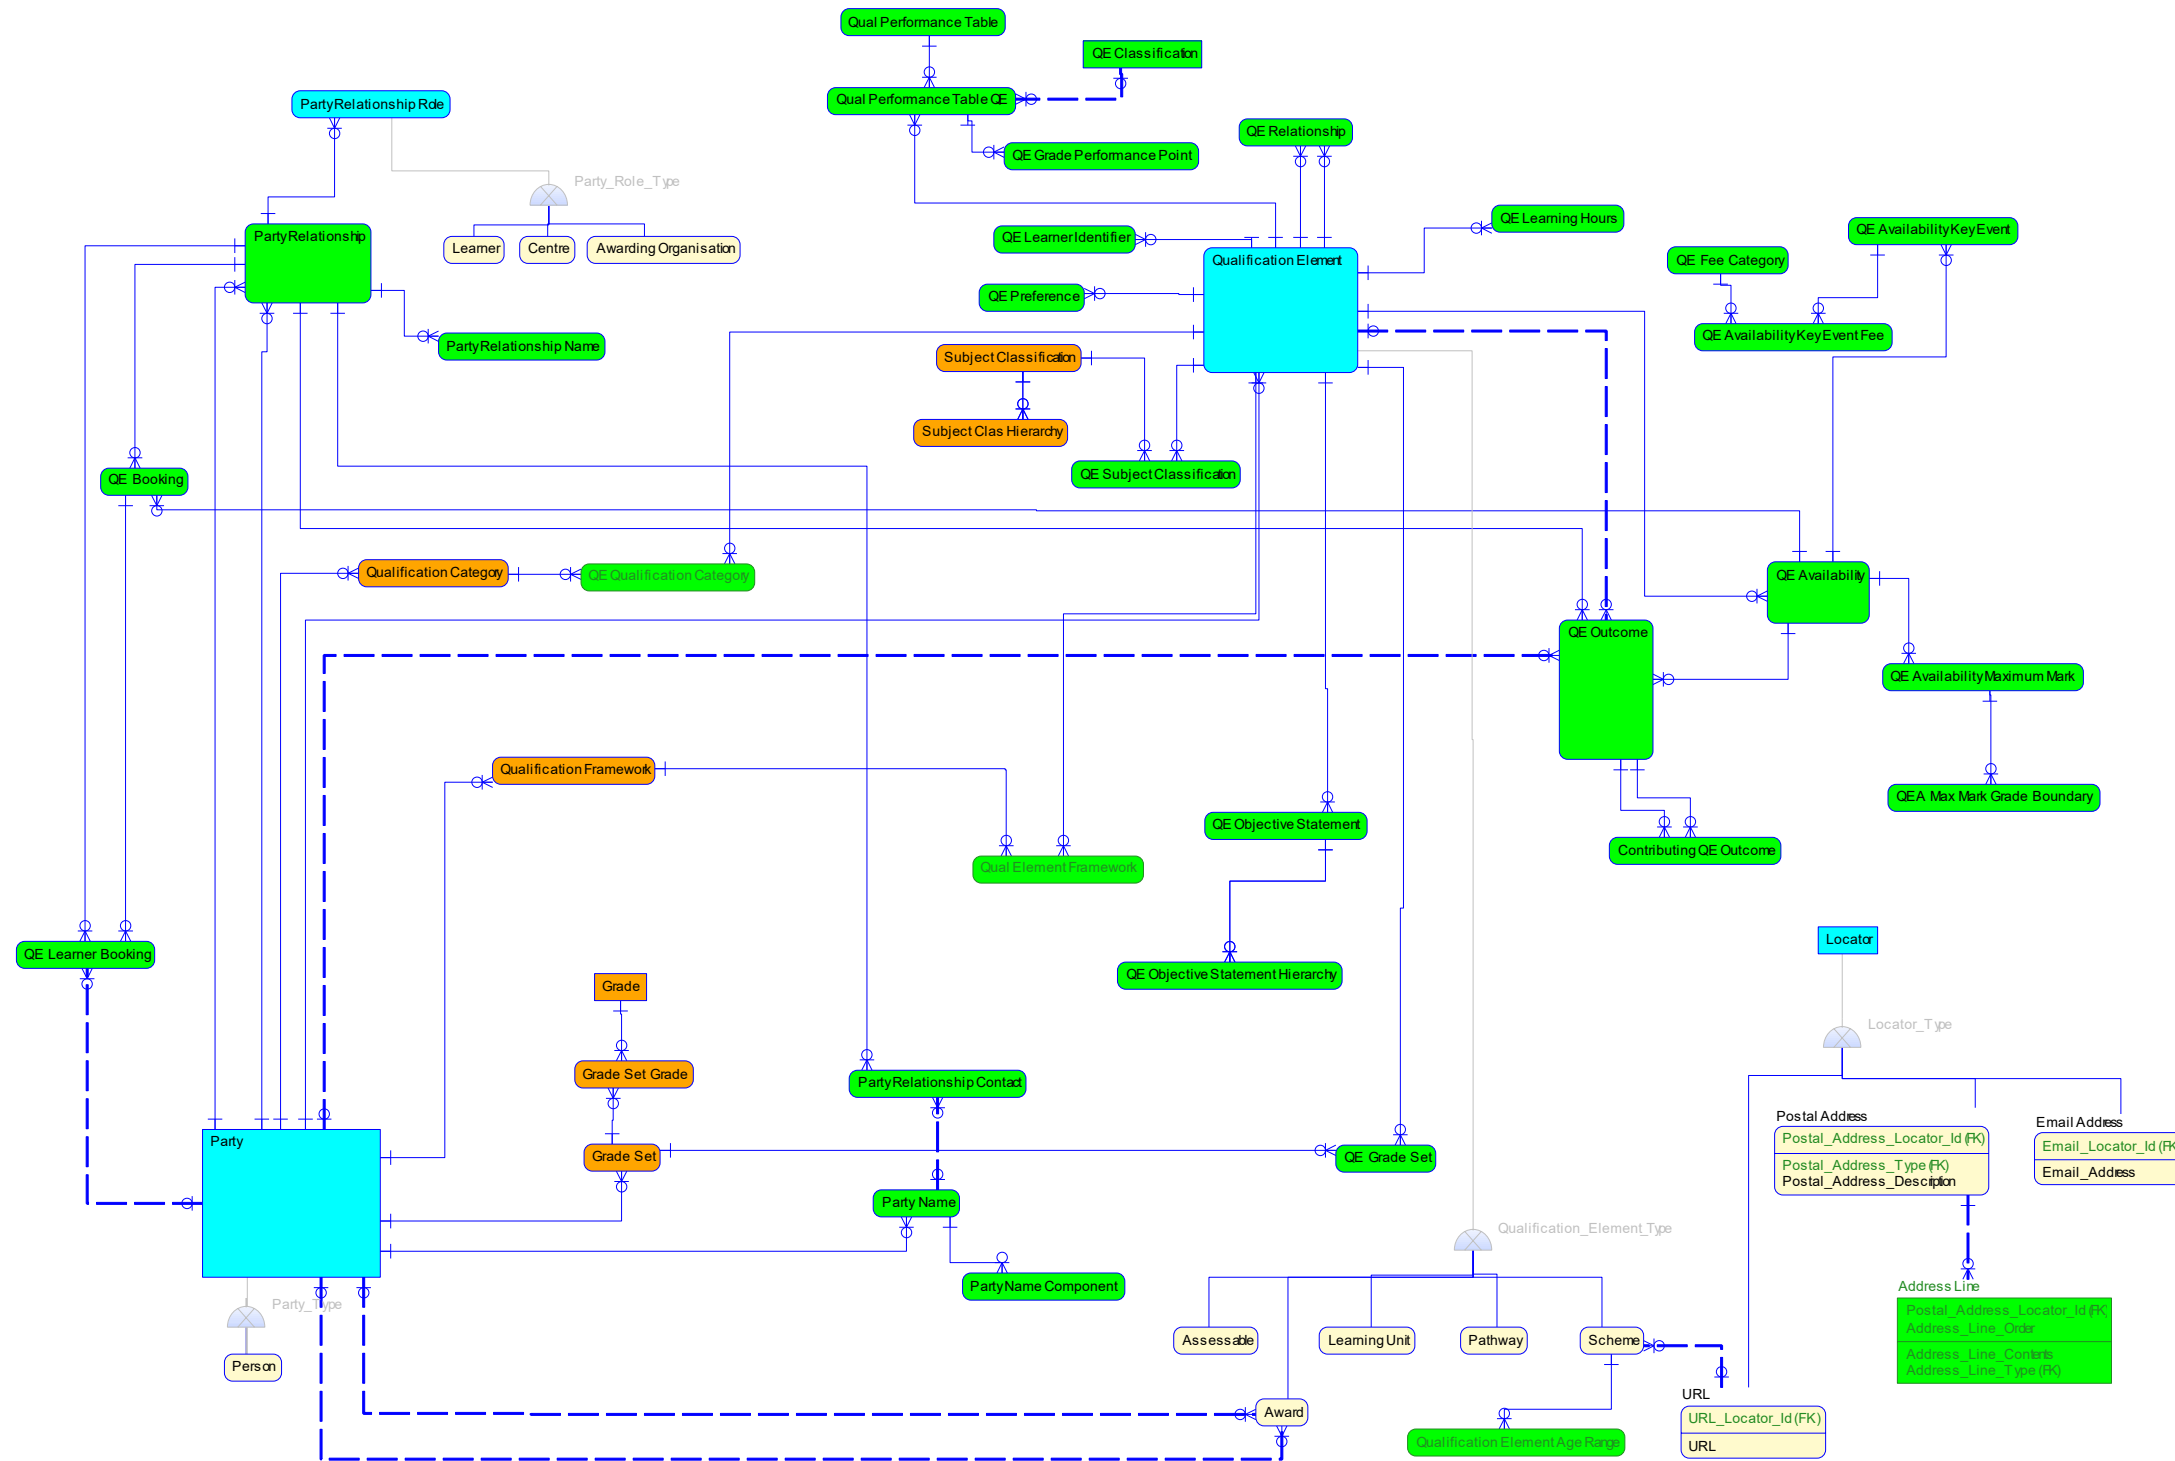 Qual Performance Table
QE Classification
Party Relationship Role
Qual Performance Table QE
QE Relationship
QE Grade Performance Point
Party_Role_Type
QE Learning Hours
Party Relationship
Learner
Centre
Awarding Organisation
QE Learner Identifier
Qualification Element
QE Availability Key Event
QE Fee Category
QE Preference
Party Relationship Name
Subject Classification
QE Availability Key Event Fee
Subject Clas Hierarchy
QE Subject Classification
QE Booking
Qualification Category
QE Qualification Category
QE Availability
QE Outcome
QE Availability Maximum Mark
Qualification Framework
QEA Max Mark Grade Boundary
QE Objective Statement
Contributing QE Outcome
Qual Element Framework
QE Learner Booking
Locator
QE Objective Statement Hierarchy
Grade
Locator_Type
Grade Set Grade
Party Relationship Contact
Postal Address
Postal_Address_Locator_Id (FK)
Postal_Address_Type (FK)
Postal_Address_Description
Email Address
Email_Locator_Id (FK
Email_Address
Party
Grade Set
QE Grade Set
Party Name
Qualification_Element_Type
Party Name Component
Address Line
Postal_Address_Locator_Id (FK)
Address_Line_Order
Address_Line_Contents
Address_Line_Type (FK)
Party_Type
Person
Assessable
Learning Unit
Pathway
Scheme
Award
Qualification Element Age Range
URL
URL_Locator_Id (FK)
URL